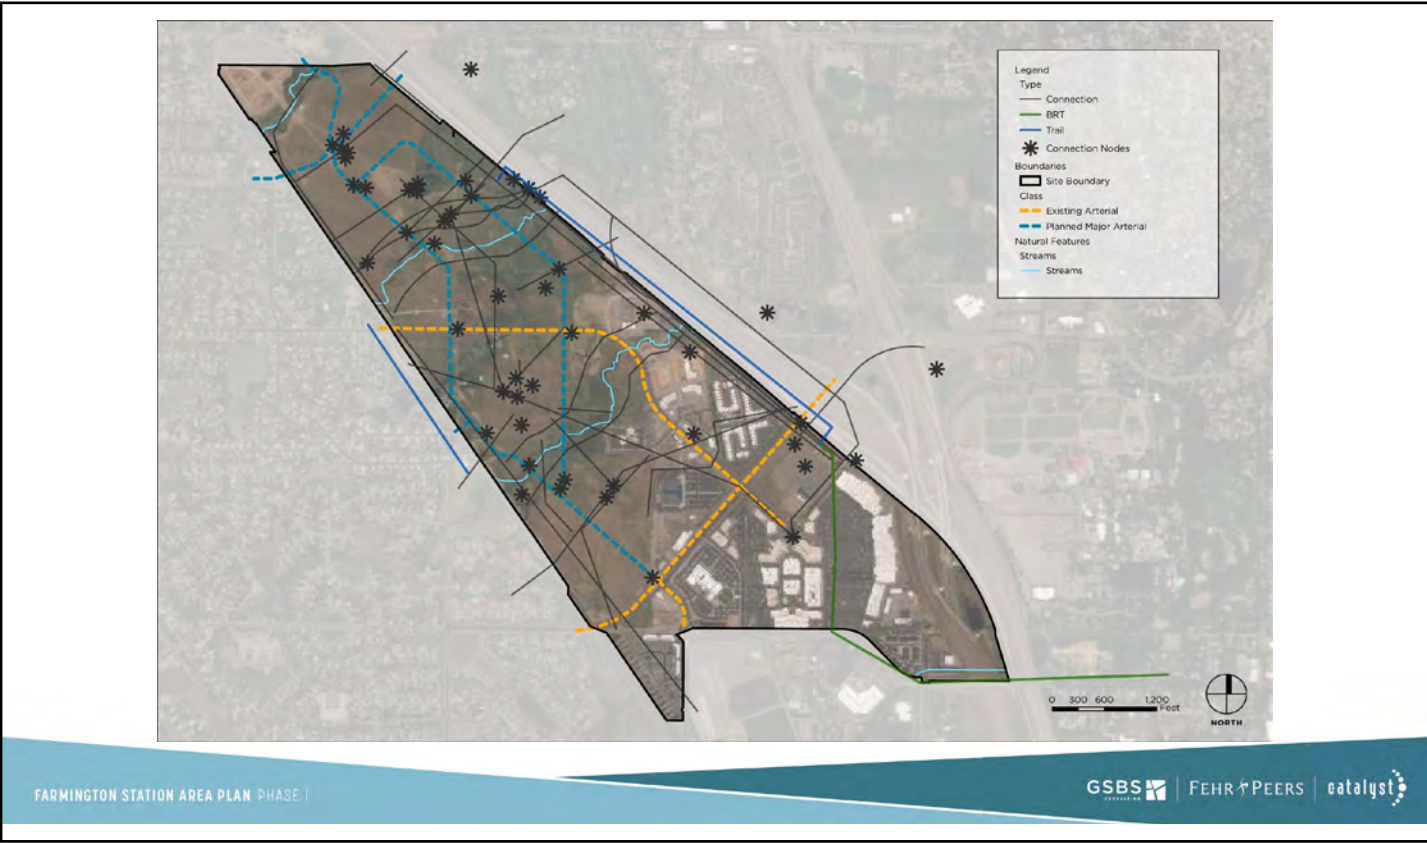 Legend
Type
Connection
BRT
Trail
Connection Nodes
Boundaries
Site Boundary
Class
Existing Arterial
Planned Major Arterial
Natural Features
Streams
Streams
0 300 600 1,200
Feet
NORTH
FARMINGTON STATION AREA PLAN PHASE I
GSBS
CONSULTING
FEHR PEERS
catalyst